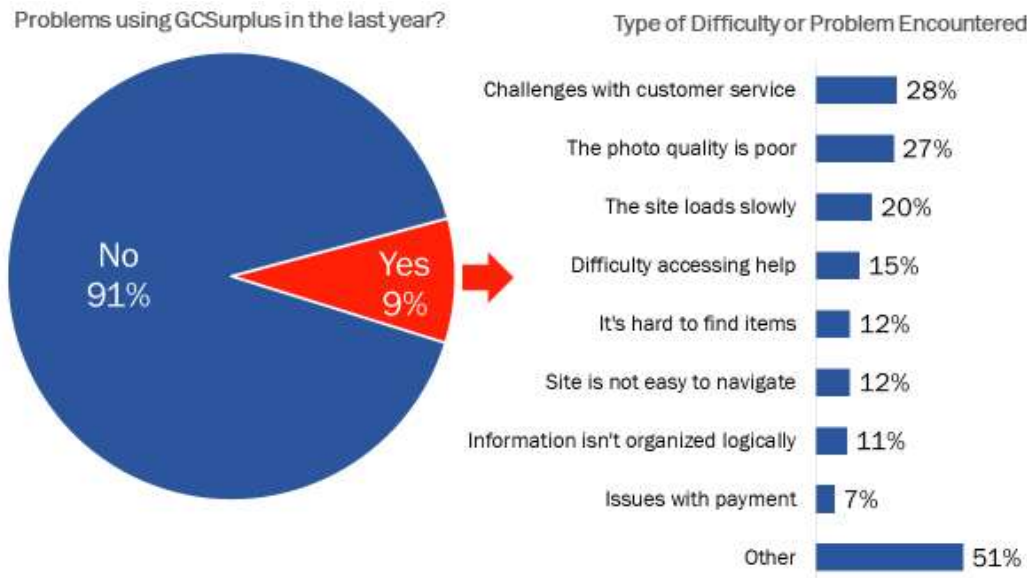 Problems using GCSurplus in the last year?
No
91%
Yes
9%
Type of Difficulty or Problem Encountered
Challenges with customer service 28%
The photo quality is poor 27%
The site loads slowly 20%
Difficulty accessing help 15%
It's hard to find items 12%
Site is not easy to navigate 12%
Information isn't organized logically 11%
Issues with payment 7%
Other 51%